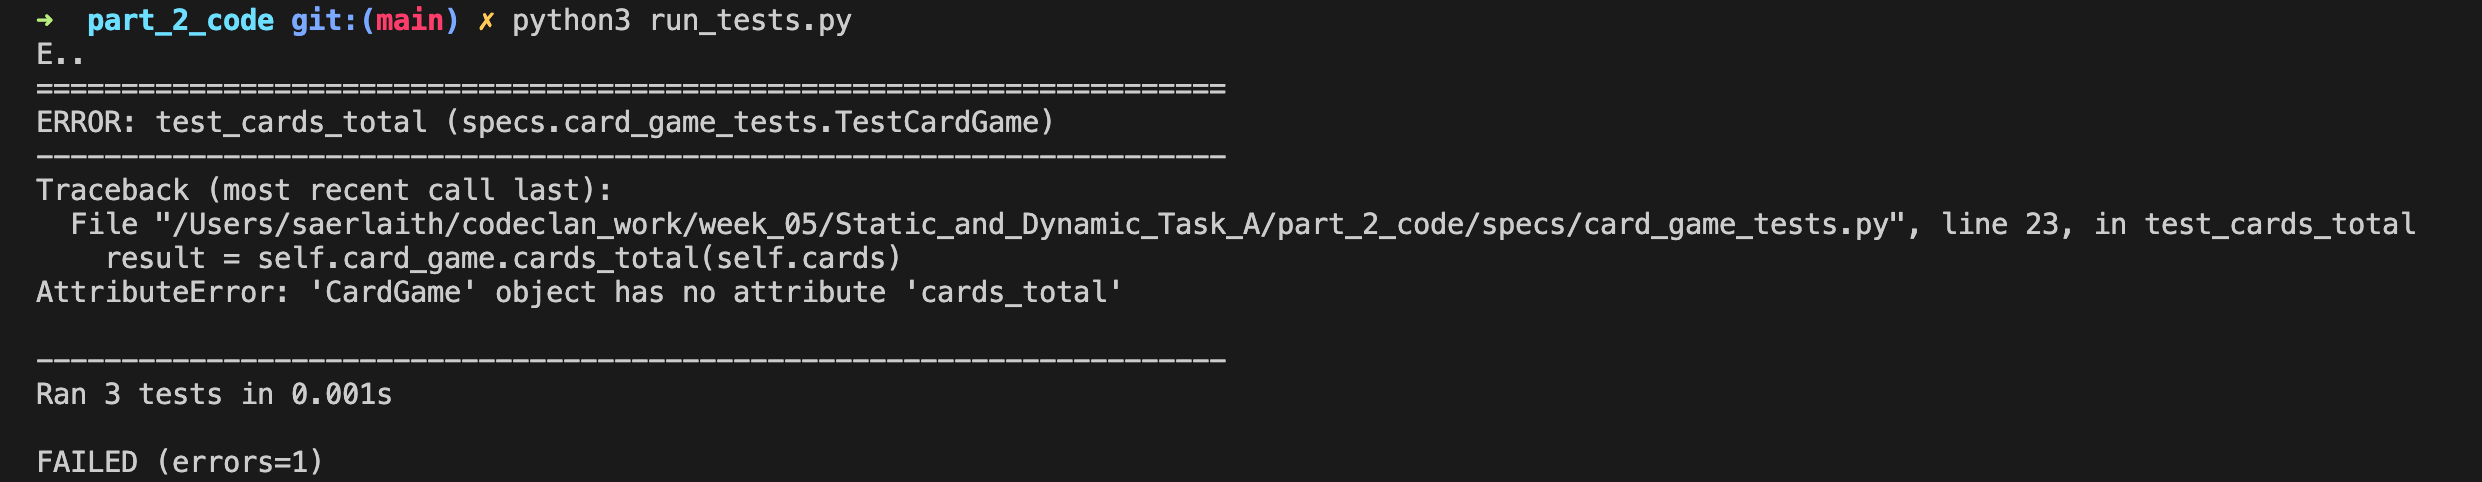 ➜  part_2_code git:(main) ✗ python3 run_tests.py
E..
======================================================================
ERROR: test_cards_total (specs.card_game_tests.TestCardGame)
----------------------------------------------------------------------
Traceback (most recent call last):
  File "/Users/saerlaith/codeclan_work/week_05/Static_and_Dynamic_Task_A/part_2_code/specs/card_game_tests.py", line 23, in test_cards_total
    result = self.card_game.cards_total(self.cards)
AttributeError: 'CardGame' object has no attribute 'cards_total'

----------------------------------------------------------------------
Ran 3 tests in 0.001s

FAILED (errors=1)